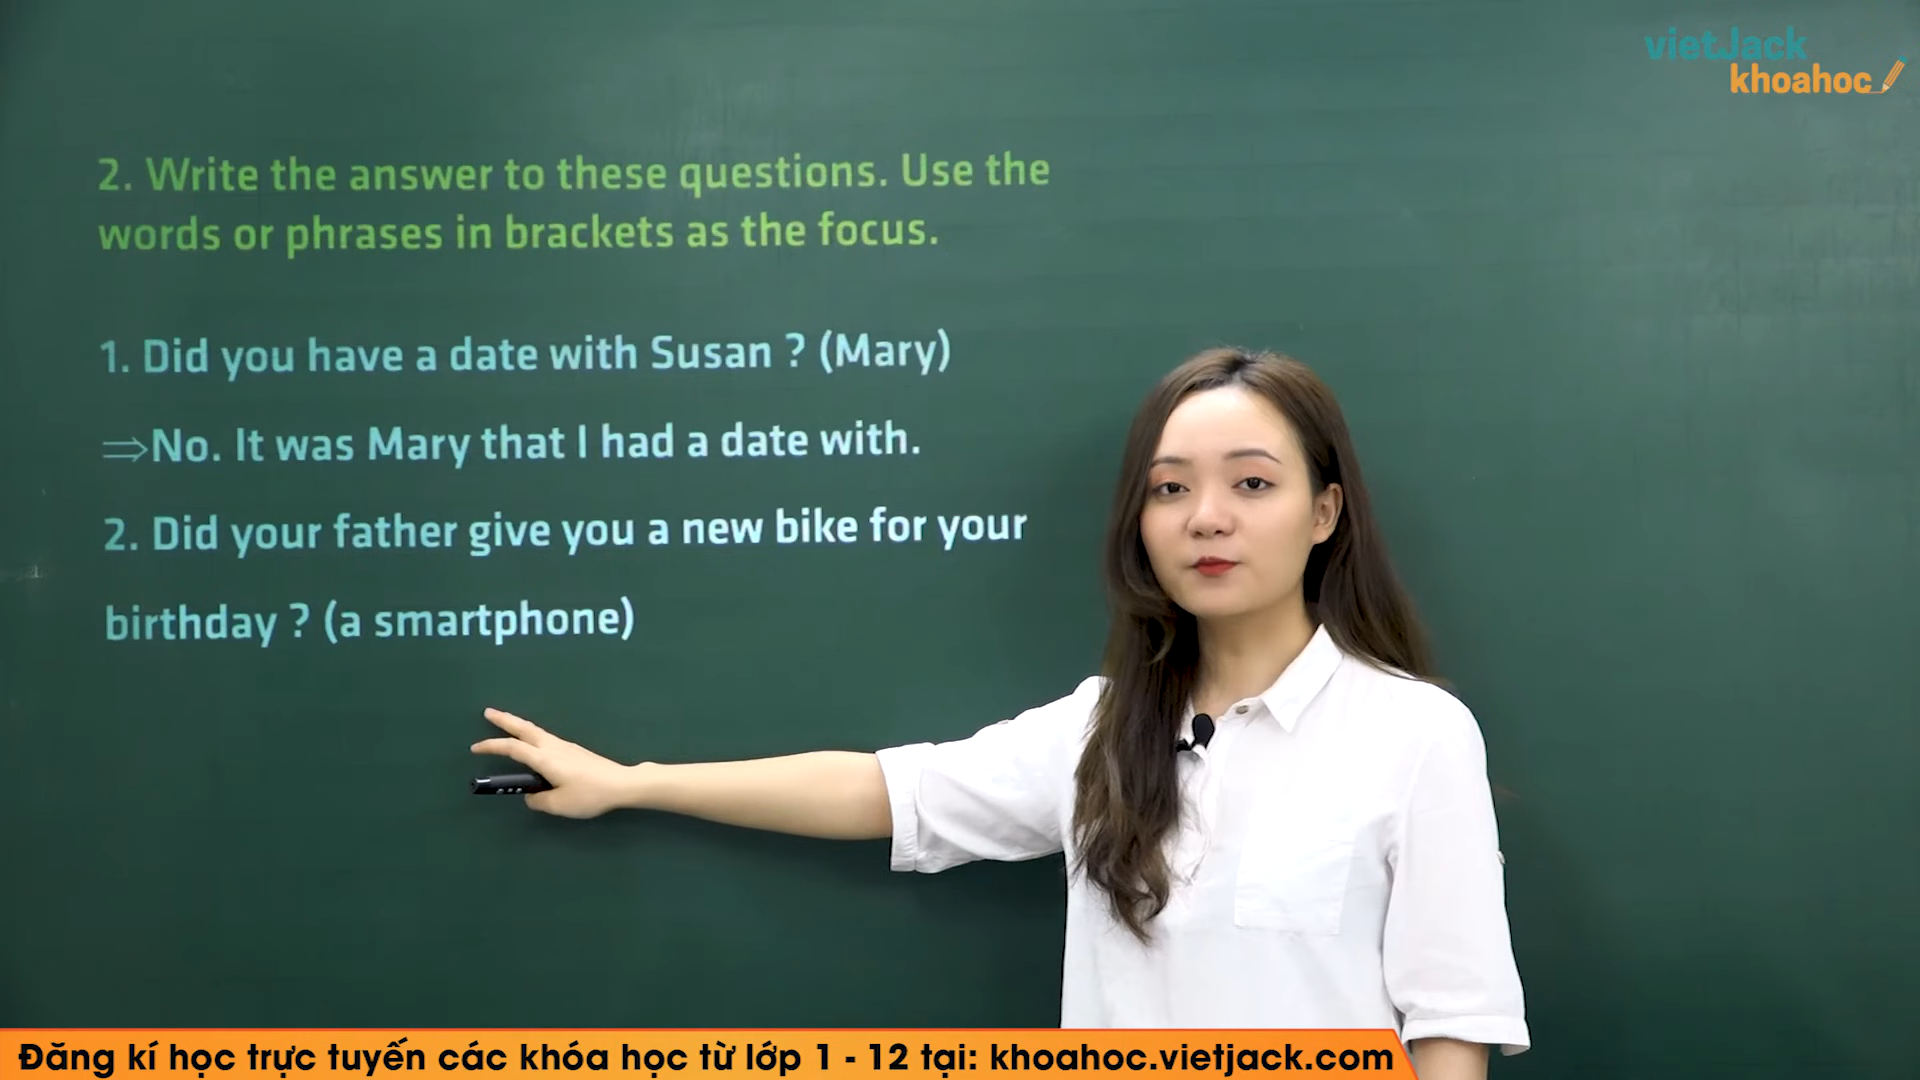 vietJack
khoahoc
2. Write the answer to these questions. Use the
words or phrases in brackets as the focus.
1. Did you have a date with Susan ? (Mary)
⇒No. It was Mary that I had a date with.
2. Did your father give you a new bike for your
birthday ? (a smartphone)
Đăng kí học trực tuyến các khóa học từ lớp 1 - 12 tại: khoahoc.vietjack.com